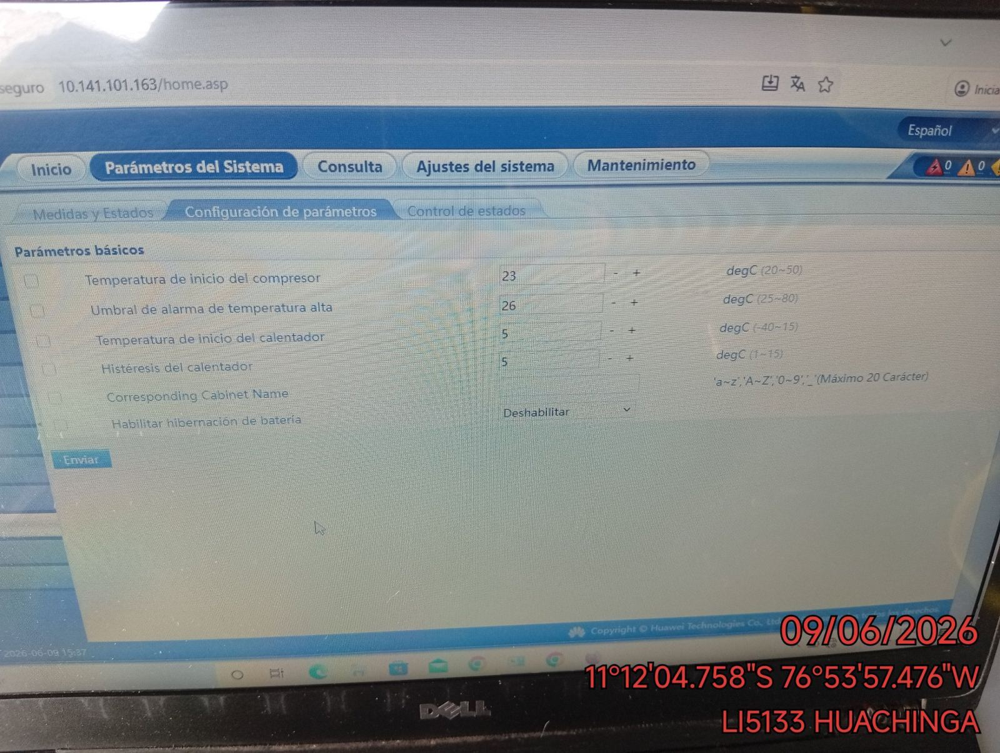 seguro 10.141.101.163/home.asp
Inicia
Español
Inicio Parámetros del Sistema Consulta Ajustes del sistema Mantenimiento 0 0
Medidas y Estados Configuración de parámetros Control de estados
Parámetros básicos
Temperatura de inicio del compresor 23 - + degC (20~50)
Umbral de alarma de temperatura alta 26 - + degC (25~80)
Temperatura de inicio del calentador 5 - + degC (-40~15)
Histéresis del calentador 5 - + degC (1~15)
Corresponding Cabinet Name 'a~z','A~Z','0~9','_'(Máximo 20 Carácter)
Habilitar hibernación de batería Deshabilitar
Enviar
Copyright © Huawei Technologies Co., Ltd. todos los derechos.
2026-06-09 15:37
09/06/2026
11°12'04.758"S 76°53'57.476"W
DELL
LI5133 HUACHINGA